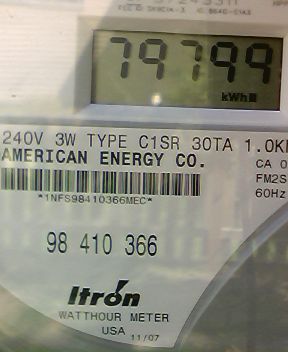 79799
kWh
240V 3W TYPE C1SR 30TA 1.0K
AMERICAN ENERGY CO.
CA 0
FM2S
60Hz
*1NFS98410366MEC*
98 410 366
Itrón
WATTHOUR METER
USA 11/07